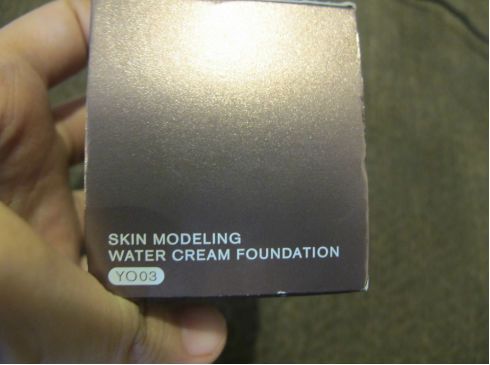 SKIN MODELING
WATER CREAM FOUNDATION
YO03